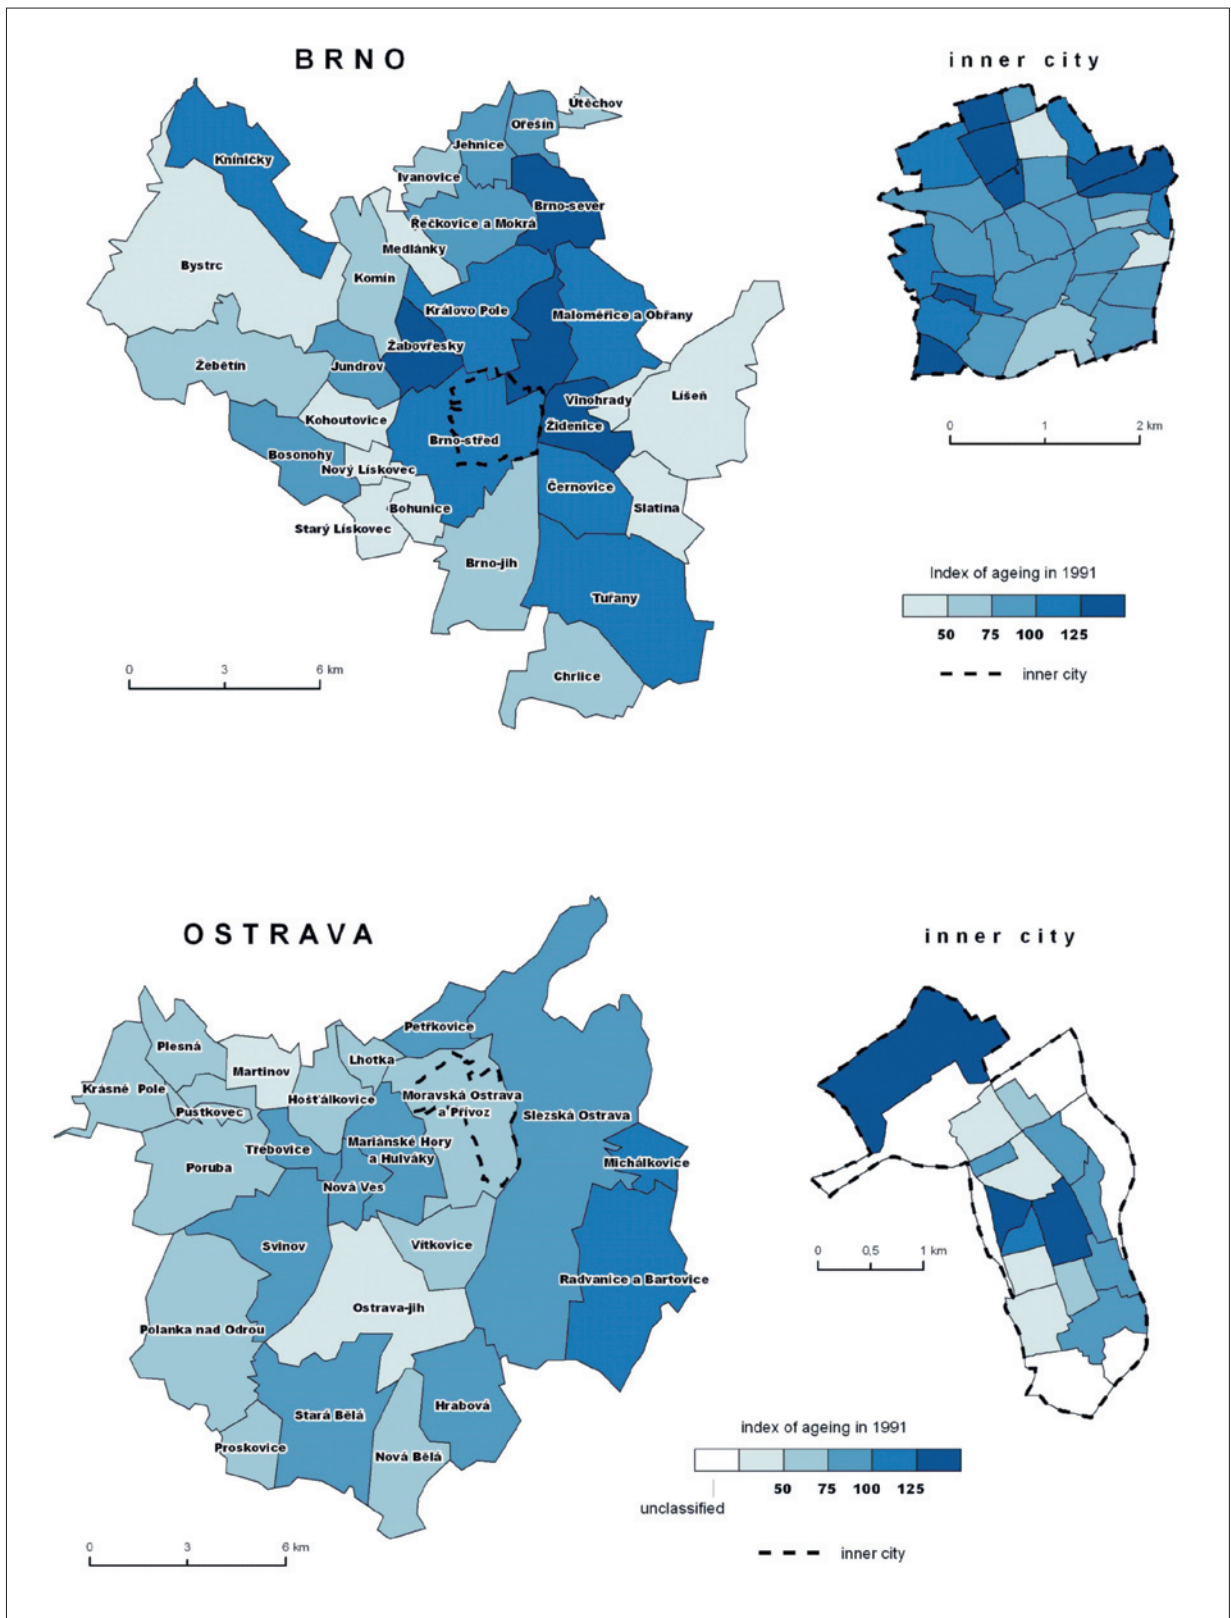 BRNO
inner city
Útěchov
Ořešín
Jehnice
Kníničky
Ivanovice
Brno-sever
Řečkovice a Mokrá
Medlánky
Bystrc
Komín
Královo Pole
Maloměřice a Obřany
Žabovřesky
Žebětín
Jundrov
Vinohrady
Líšeň
Kohoutovice
Židenice
Brno-střed
Bosonohy
Nový Lískovec
Černovice
Bohunice
Slatina
Starý Lískovec
Brno-jih
Tuřany
Chrlice
0 3 6 km
0 1 2 km
Index of ageing in 1991
50 75 100 125
inner city
OSTRAVA
inner city
Petřkovice
Plesná
Lhotka
Martinov
Krásné Pole
Hošťálkovice
Moravská Ostrava
a Přívoz
Pustkovec
Slezská Ostrava
Třebovice
Mariánské Hory
a Hulváky
Poruba
Michálkovice
Nová Ves
Svinov
Vítkovice
Radvanice a Bartovice
Ostrava-jih
Polanka nad Odrou
Hrabová
Stará Bělá
Proskovice
Nová Bělá
0 3 6 km
0 0,5 1 km
index of ageing in 1991
50 75 100 125
unclassified
inner city